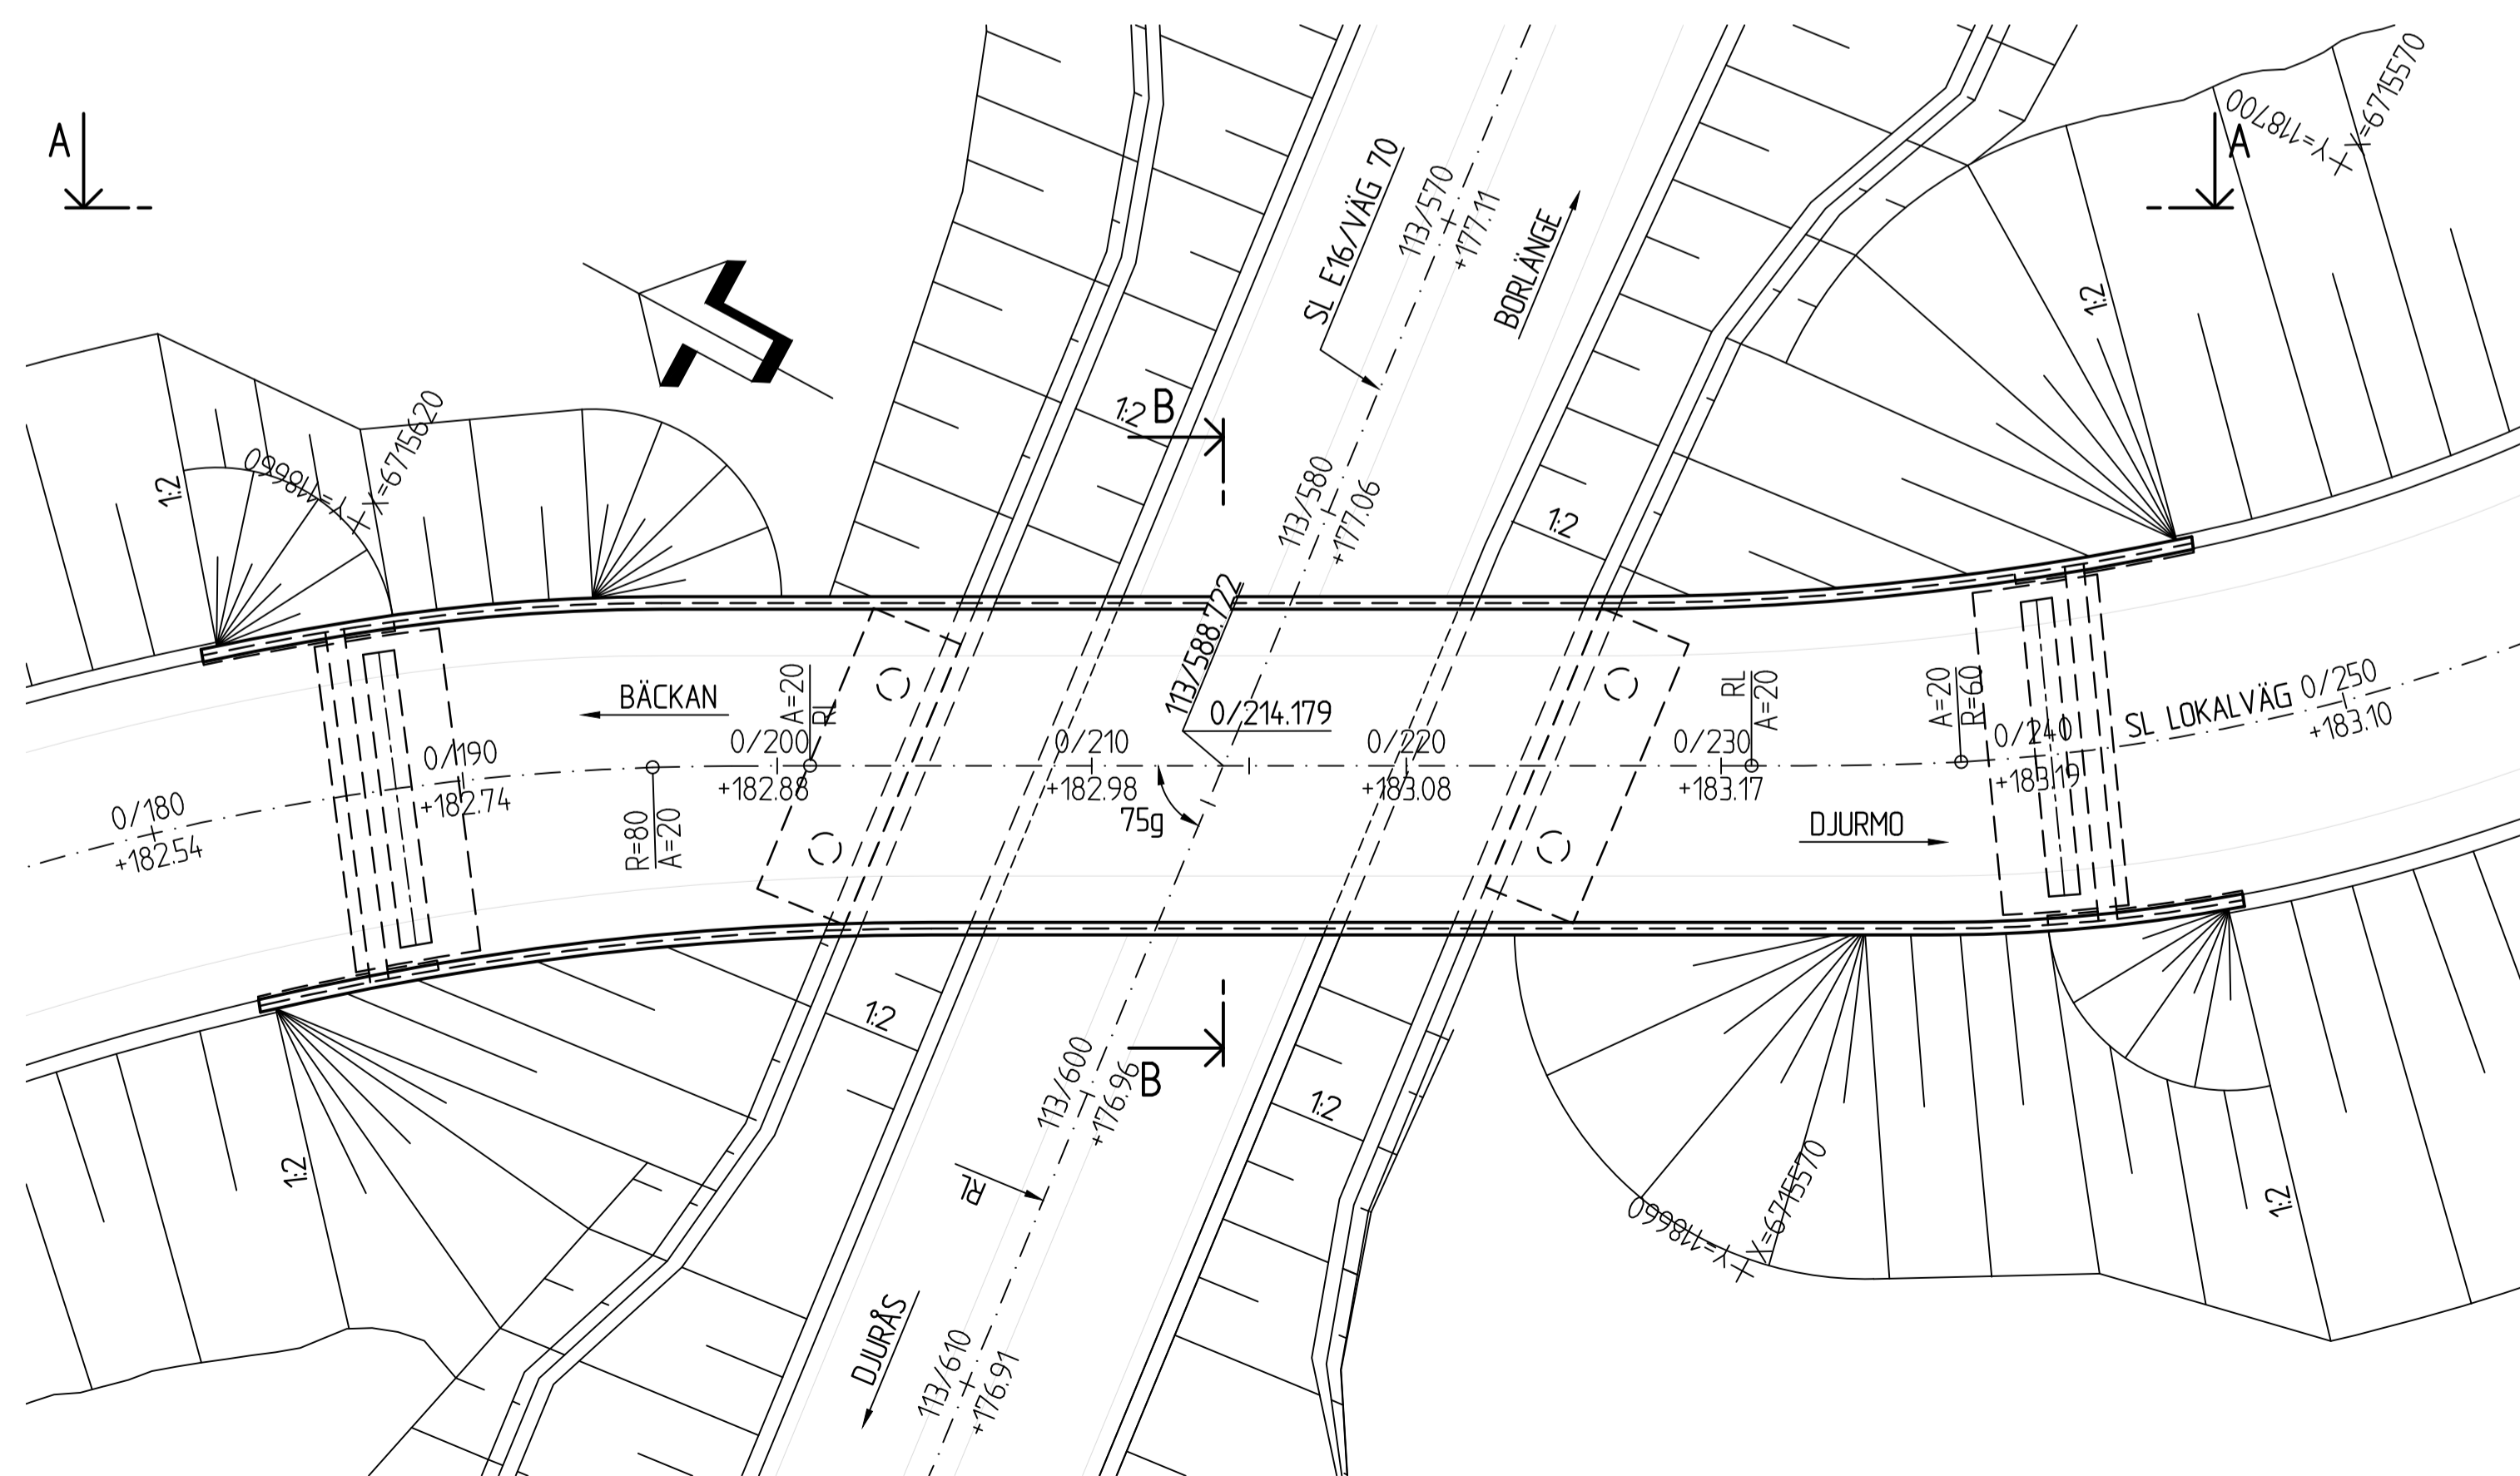 A
A
Y=118700
X=6715570
SL E16/VÄG 70
113/570
+177.11
BORLÄNGE
1:2
1:2
B
Y=118660
X=6715620
1:2
113/580
+177.06
1:2
113/588.722
0/214.179
BÄCKAN
A=20
RL
RL
A=20
A=20
R=60
SL LOKALVÄG
0/250
+183.10
0/180
+182.54
0/190
+182.74
0/200
+182.88
0/210
+182.98
0/220
+183.08
0/230
+183.17
0/240
+183.19
R=80
A=20
75g
DJURMO
1:2
B
113/600
+176.96
1:2
1:2
RL
Y=118660
X=6715570
1:2
DJURÅS
113/610
+176.91